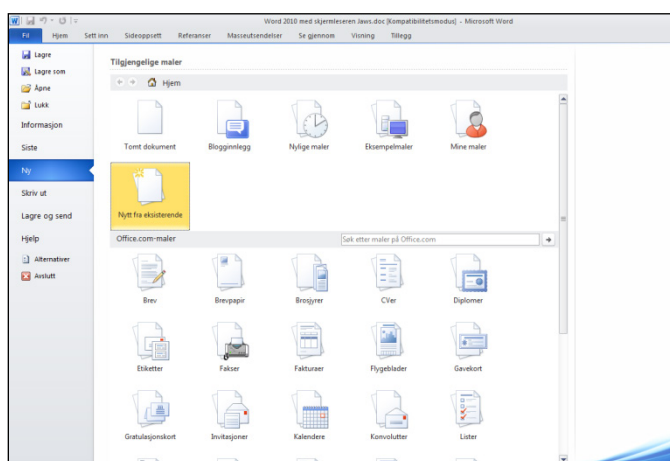 Word 2010 med skjermleseren Jaws.doc [Kompatibilitetsmodus] - Microsoft Word
Fil Hjem Sett inn Sideoppsett Referanser Masseutsendelser Se gjennom Visning Tillegg
Lagre
Lagre som
Åpne
Lukk
Informasjon
Siste
Ny
Skriv ut
Lagre og send
Hjelp
Alternativer
Avslutt
Tilgjengelige maler
Hjem
Tomt dokument Blogginnlegg Nylige maler Eksempelmaler Mine maler
Nytt fra eksisterende
Office.com-maler Søk etter maler på Office.com
Brev Brevpapir Brosjyrer CVer Diplomer
Etiketter Fakser Fakturaer Flygeblader Gavekort
Gratulasjonskort Invitasjoner Kalendere Konvolutter Lister